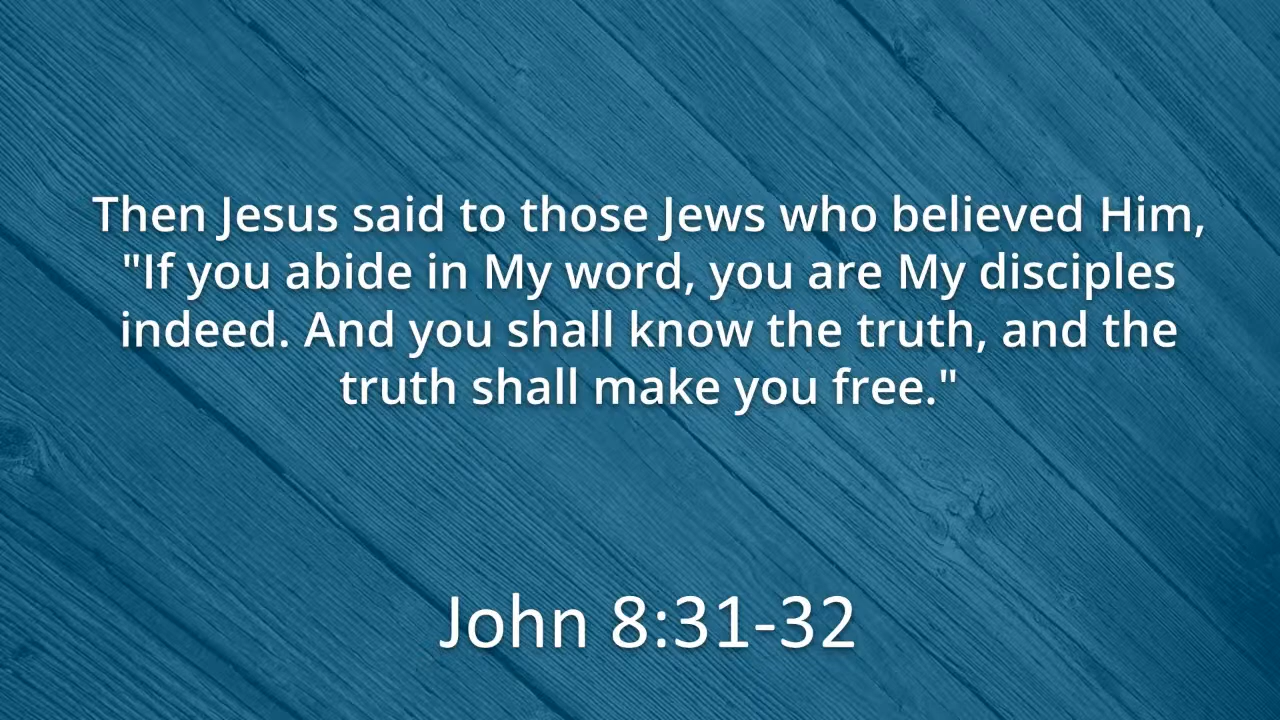 Then Jesus said to those Jews who believed Him,
"If you abide in My word, you are My disciples
indeed. And you shall know the truth, and the
truth shall make you free."
John 8:31-32